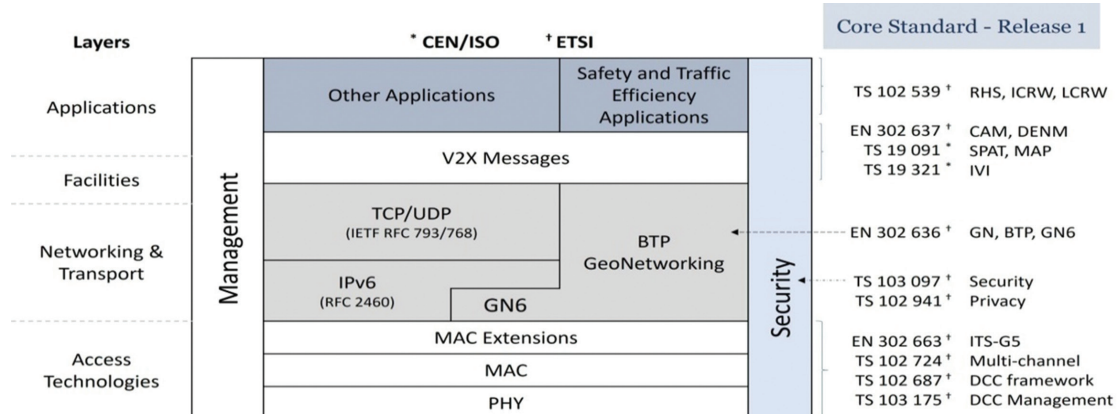 Core Standard - Release 1
Layers
* CEN/ISO
† ETSI
Applications
Facilities
Networking &
Transport
Access
Technologies
Management
Other Applications
Safety and Traffic
Efficiency
Applications
V2X Messages
TCP/UDP
(IETF RFC 793/768)
IPv6
(RFC 2460)
GN6
BTP
GeoNetworking
MAC Extensions
MAC
PHY
Security
TS 102 539 † RHS, ICRW, LCRW
EN 302 637 † CAM, DENM
TS 19 091 * SPAT, MAP
TS 19 321 * IVI
EN 302 636 † GN, BTP, GN6
TS 103 097 † Security
TS 102 941 † Privacy
EN 302 663 † ITS-G5
TS 102 724 † Multi-channel
TS 102 687 † DCC framework
TS 103 175 † DCC Management